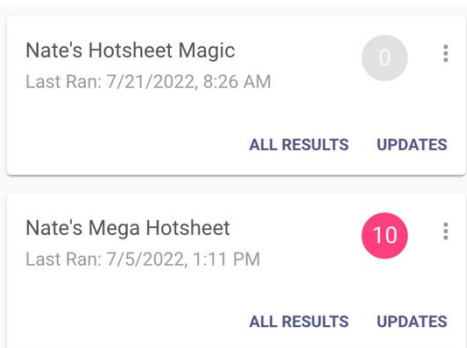 Nate's Hotsheet Magic
0
Last Ran: 7/21/2022, 8:26 AM
ALL RESULTS UPDATES
Nate's Mega Hotsheet
10
Last Ran: 7/5/2022, 1:11 PM
ALL RESULTS UPDATES